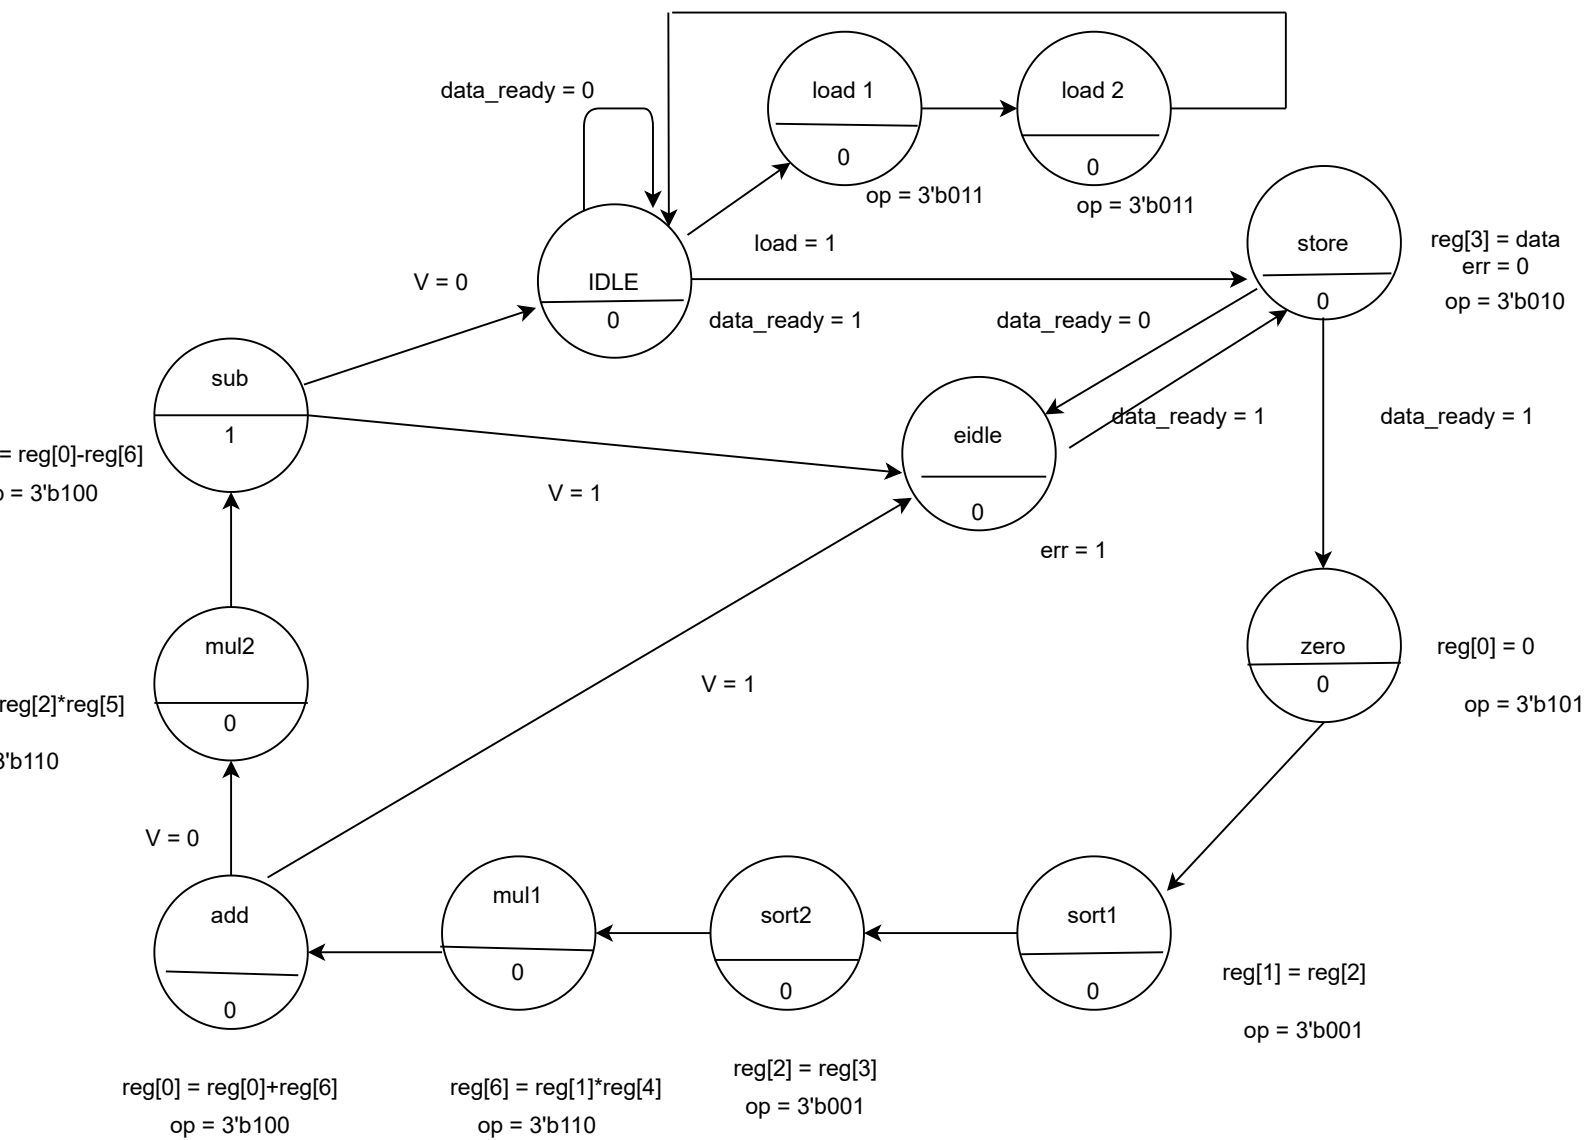 data_ready = 0
load 1
0
op = 3'b011
load 2
0
op = 3'b011
load = 1
store
0
reg[3] = data
err = 0
op = 3'b010
IDLE
0
V = 0
data_ready = 1
data_ready = 0
data_ready = 1
data_ready = 1
sub
1
= reg[0]-reg[6]
= 3'b100
V = 1
eidle
0
err = 1
mul2
0
reg[2]*reg[5]
'b110
V = 1
zero
0
reg[0] = 0
op = 3'b101
V = 0
add
0
reg[0] = reg[0]+reg[6]
op = 3'b100
mul1
0
reg[6] = reg[1]*reg[4]
op = 3'b110
sort2
0
reg[2] = reg[3]
op = 3'b001
sort1
0
reg[1] = reg[2]
op = 3'b001